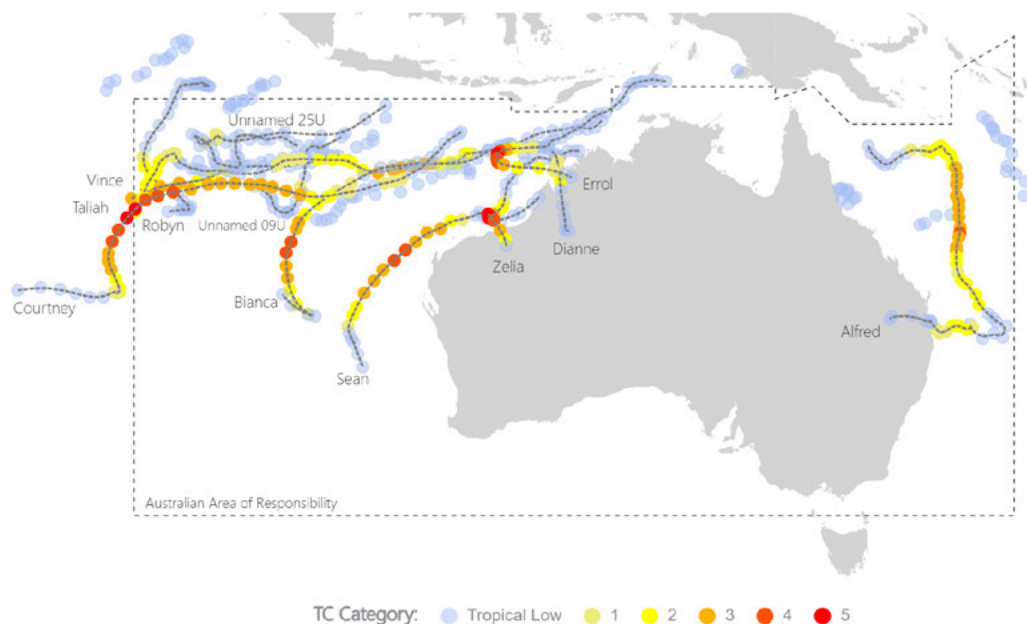 Unnamed 25U
Vince
Taliah
Robyn
Unnamed 09U
Errol
Dianne
Zelia
Courtney
Bianca
Alfred
Sean
Australian Area of Responsibility
TC Category: Tropical Low 1 2 3 4 5